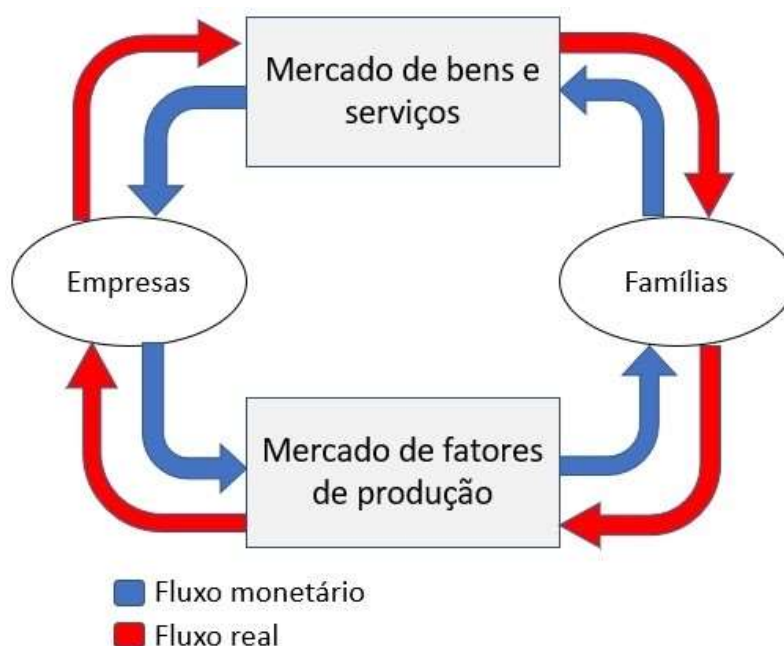 Mercado de bens e
serviços
Empresas
Famílias
Mercado de fatores
de produção
Fluxo monetário
Fluxo real